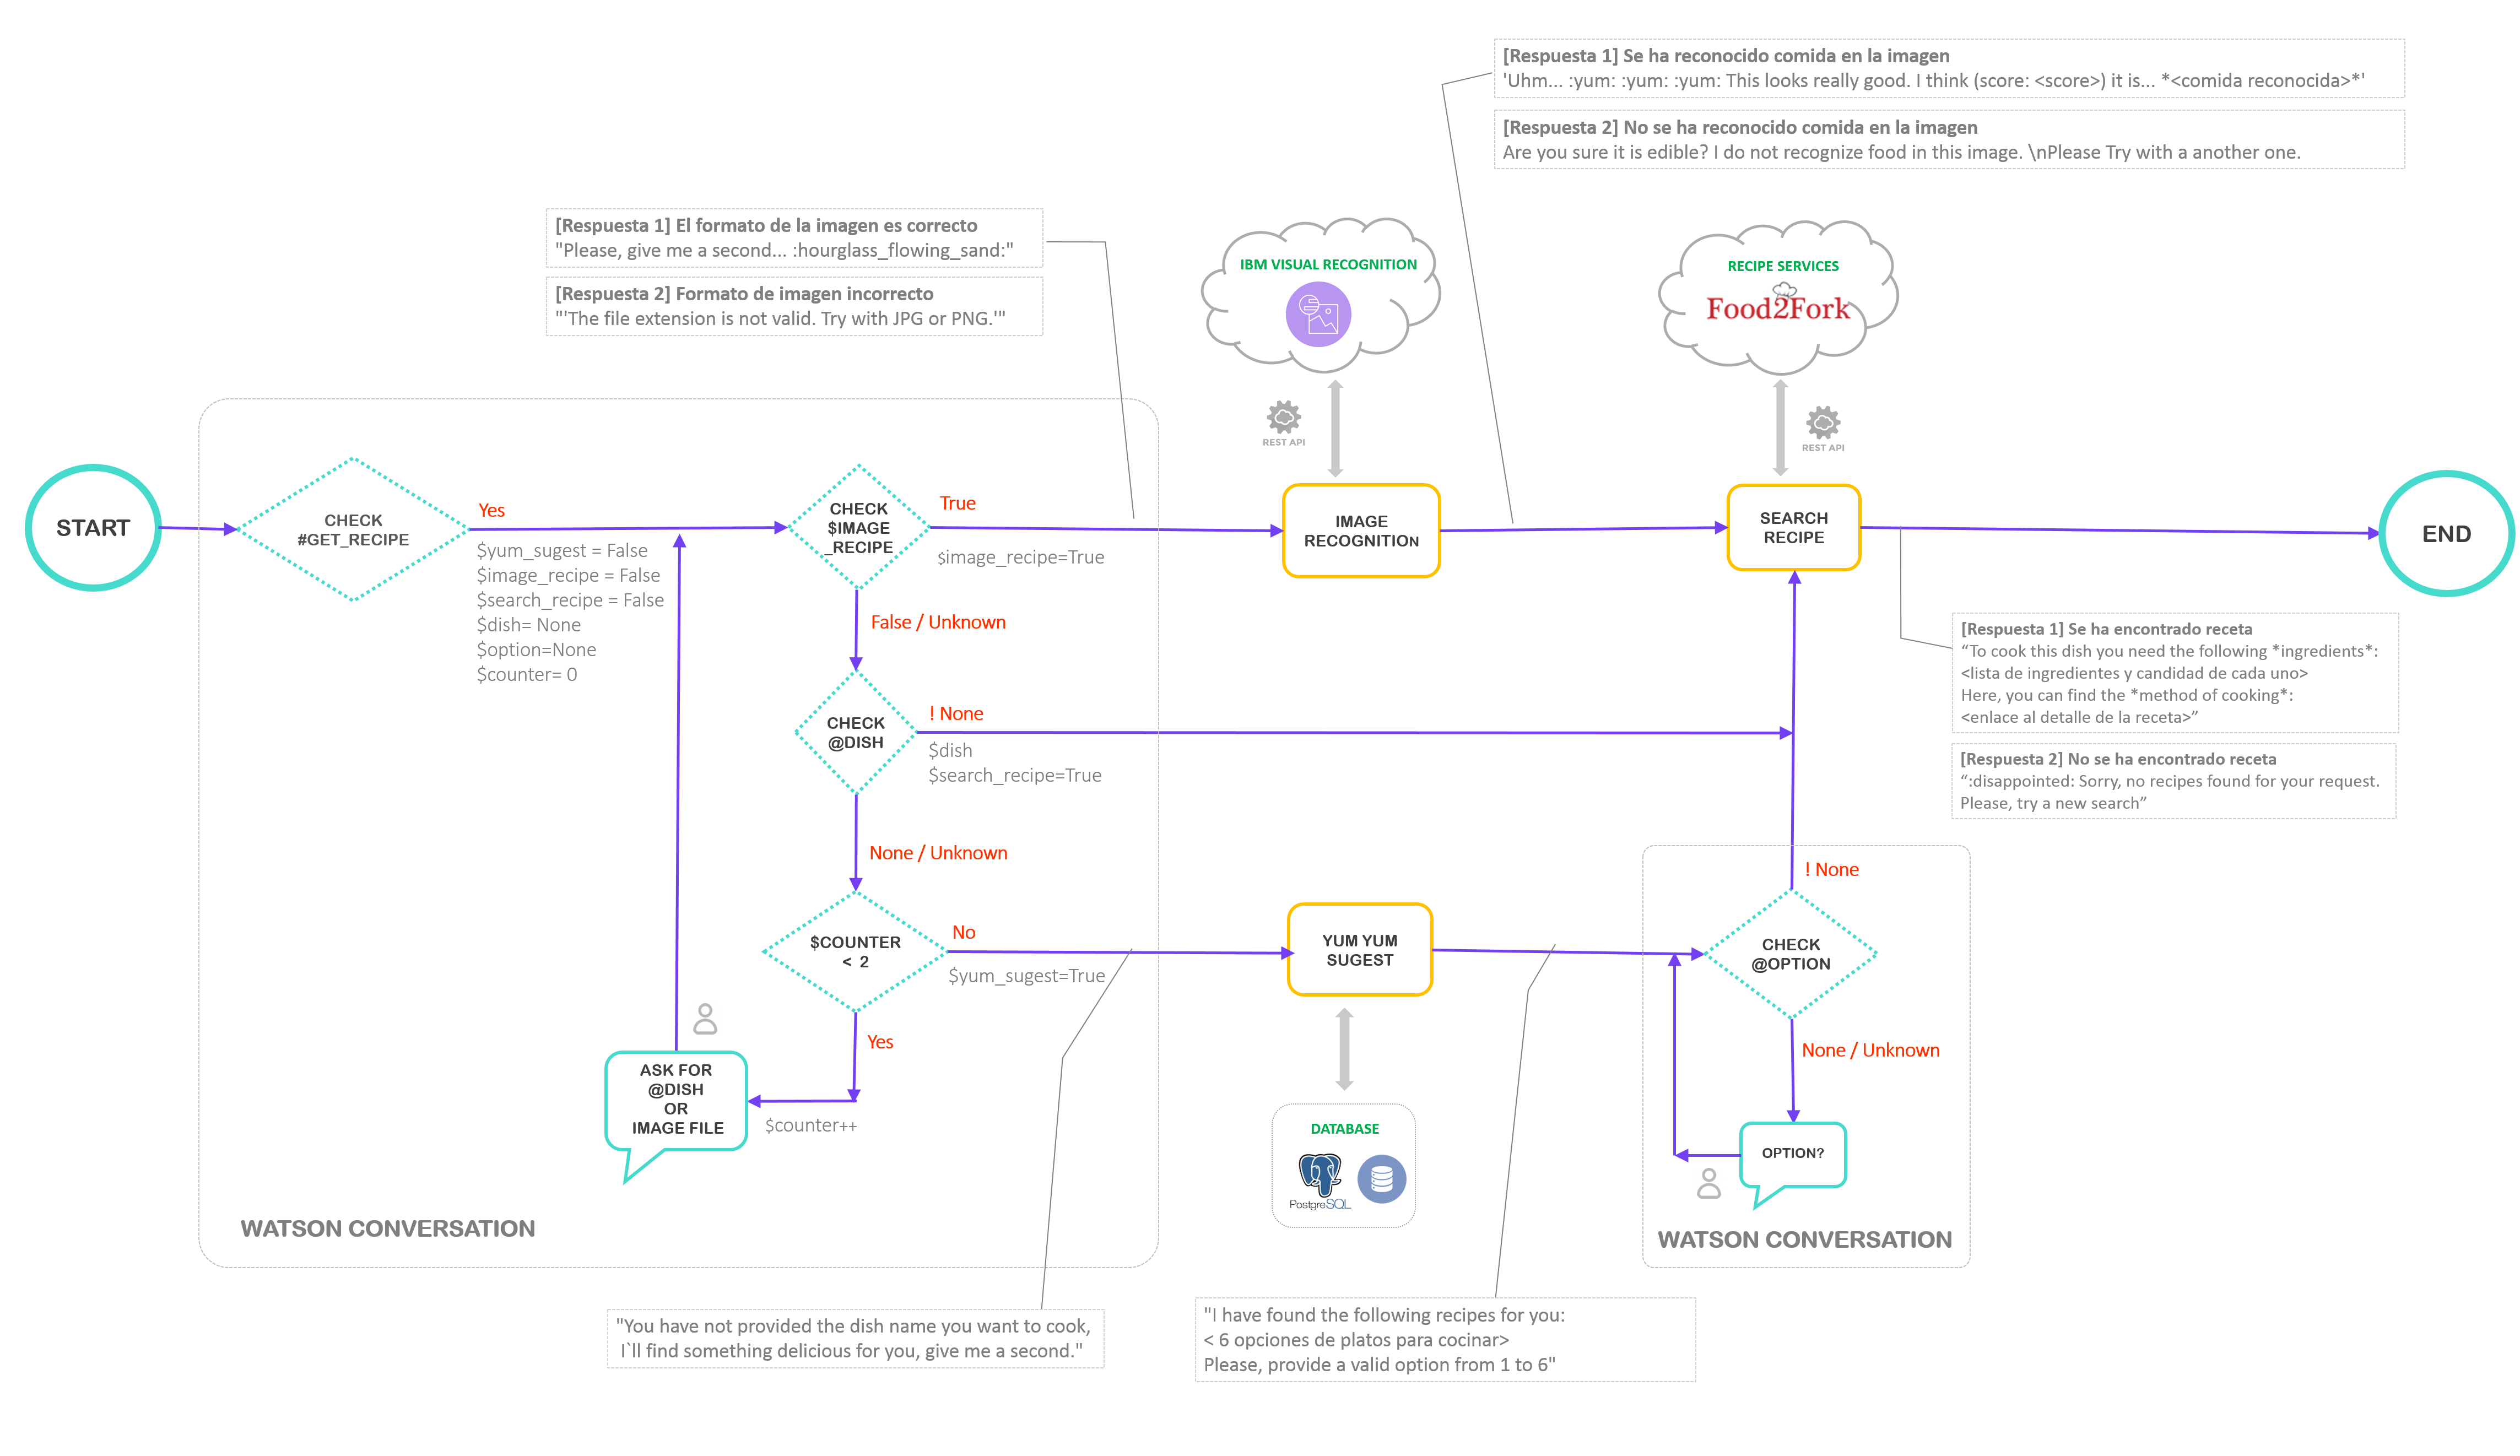 [Respuesta 1] Se ha reconocido comida en la imagen
'Uhm... :yum: :yum: :yum: This looks really good. I think (score: <score>) it is... *<comida reconocida>*'
[Respuesta 2] No se ha reconocido comida en la imagen
Are you sure it is edible? I do not recognize food in this image. \nPlease Try with a another one.
[Respuesta 1] El formato de la imagen es correcto
"Please, give me a second... :hourglass_flowing_sand:"
[Respuesta 2] Formato de imagen incorrecto
"'The file extension is not valid. Try with JPG or PNG.'"
IBM VISUAL RECOGNITION
RECIPE SERVICES
Food2Fork
REST API
REST API
START
CHECK
#GET_RECIPE
Yes
$yum_sugest = False
$image_recipe = False
$search_recipe = False
$dish= None
$option=None
$counter= 0
CHECK
$IMAGE
_RECIPE
True
$image_recipe=True
IMAGE
RECOGNITION
SEARCH
RECIPE
END
False / Unknown
[Respuesta 1] Se ha encontrado receta
“To cook this dish you need the following *ingredients*:
<lista de ingredientes y candidad de cada uno>
Here, you can find the *method of cooking*:
<enlace al detalle de la receta>”
[Respuesta 2] No se ha encontrado receta
“:disappointed: Sorry, no recipes found for your request.
Please, try a new search”
CHECK
@DISH
! None
$dish
$search_recipe=True
None / Unknown
$COUNTER
< 2
No
$yum_sugest=True
YUM YUM
SUGEST
! None
CHECK
@OPTION
Yes
None / Unknown
ASK FOR
@DISH
OR
IMAGE FILE
$counter++
DATABASE
PostgreSQL
OPTION?
WATSON CONVERSATION
WATSON CONVERSATION
"You have not provided the dish name you want to cook,
I`ll find something delicious for you, give me a second."
"I have found the following recipes for you:
< 6 opciones de platos para cocinar>
Please, provide a valid option from 1 to 6"